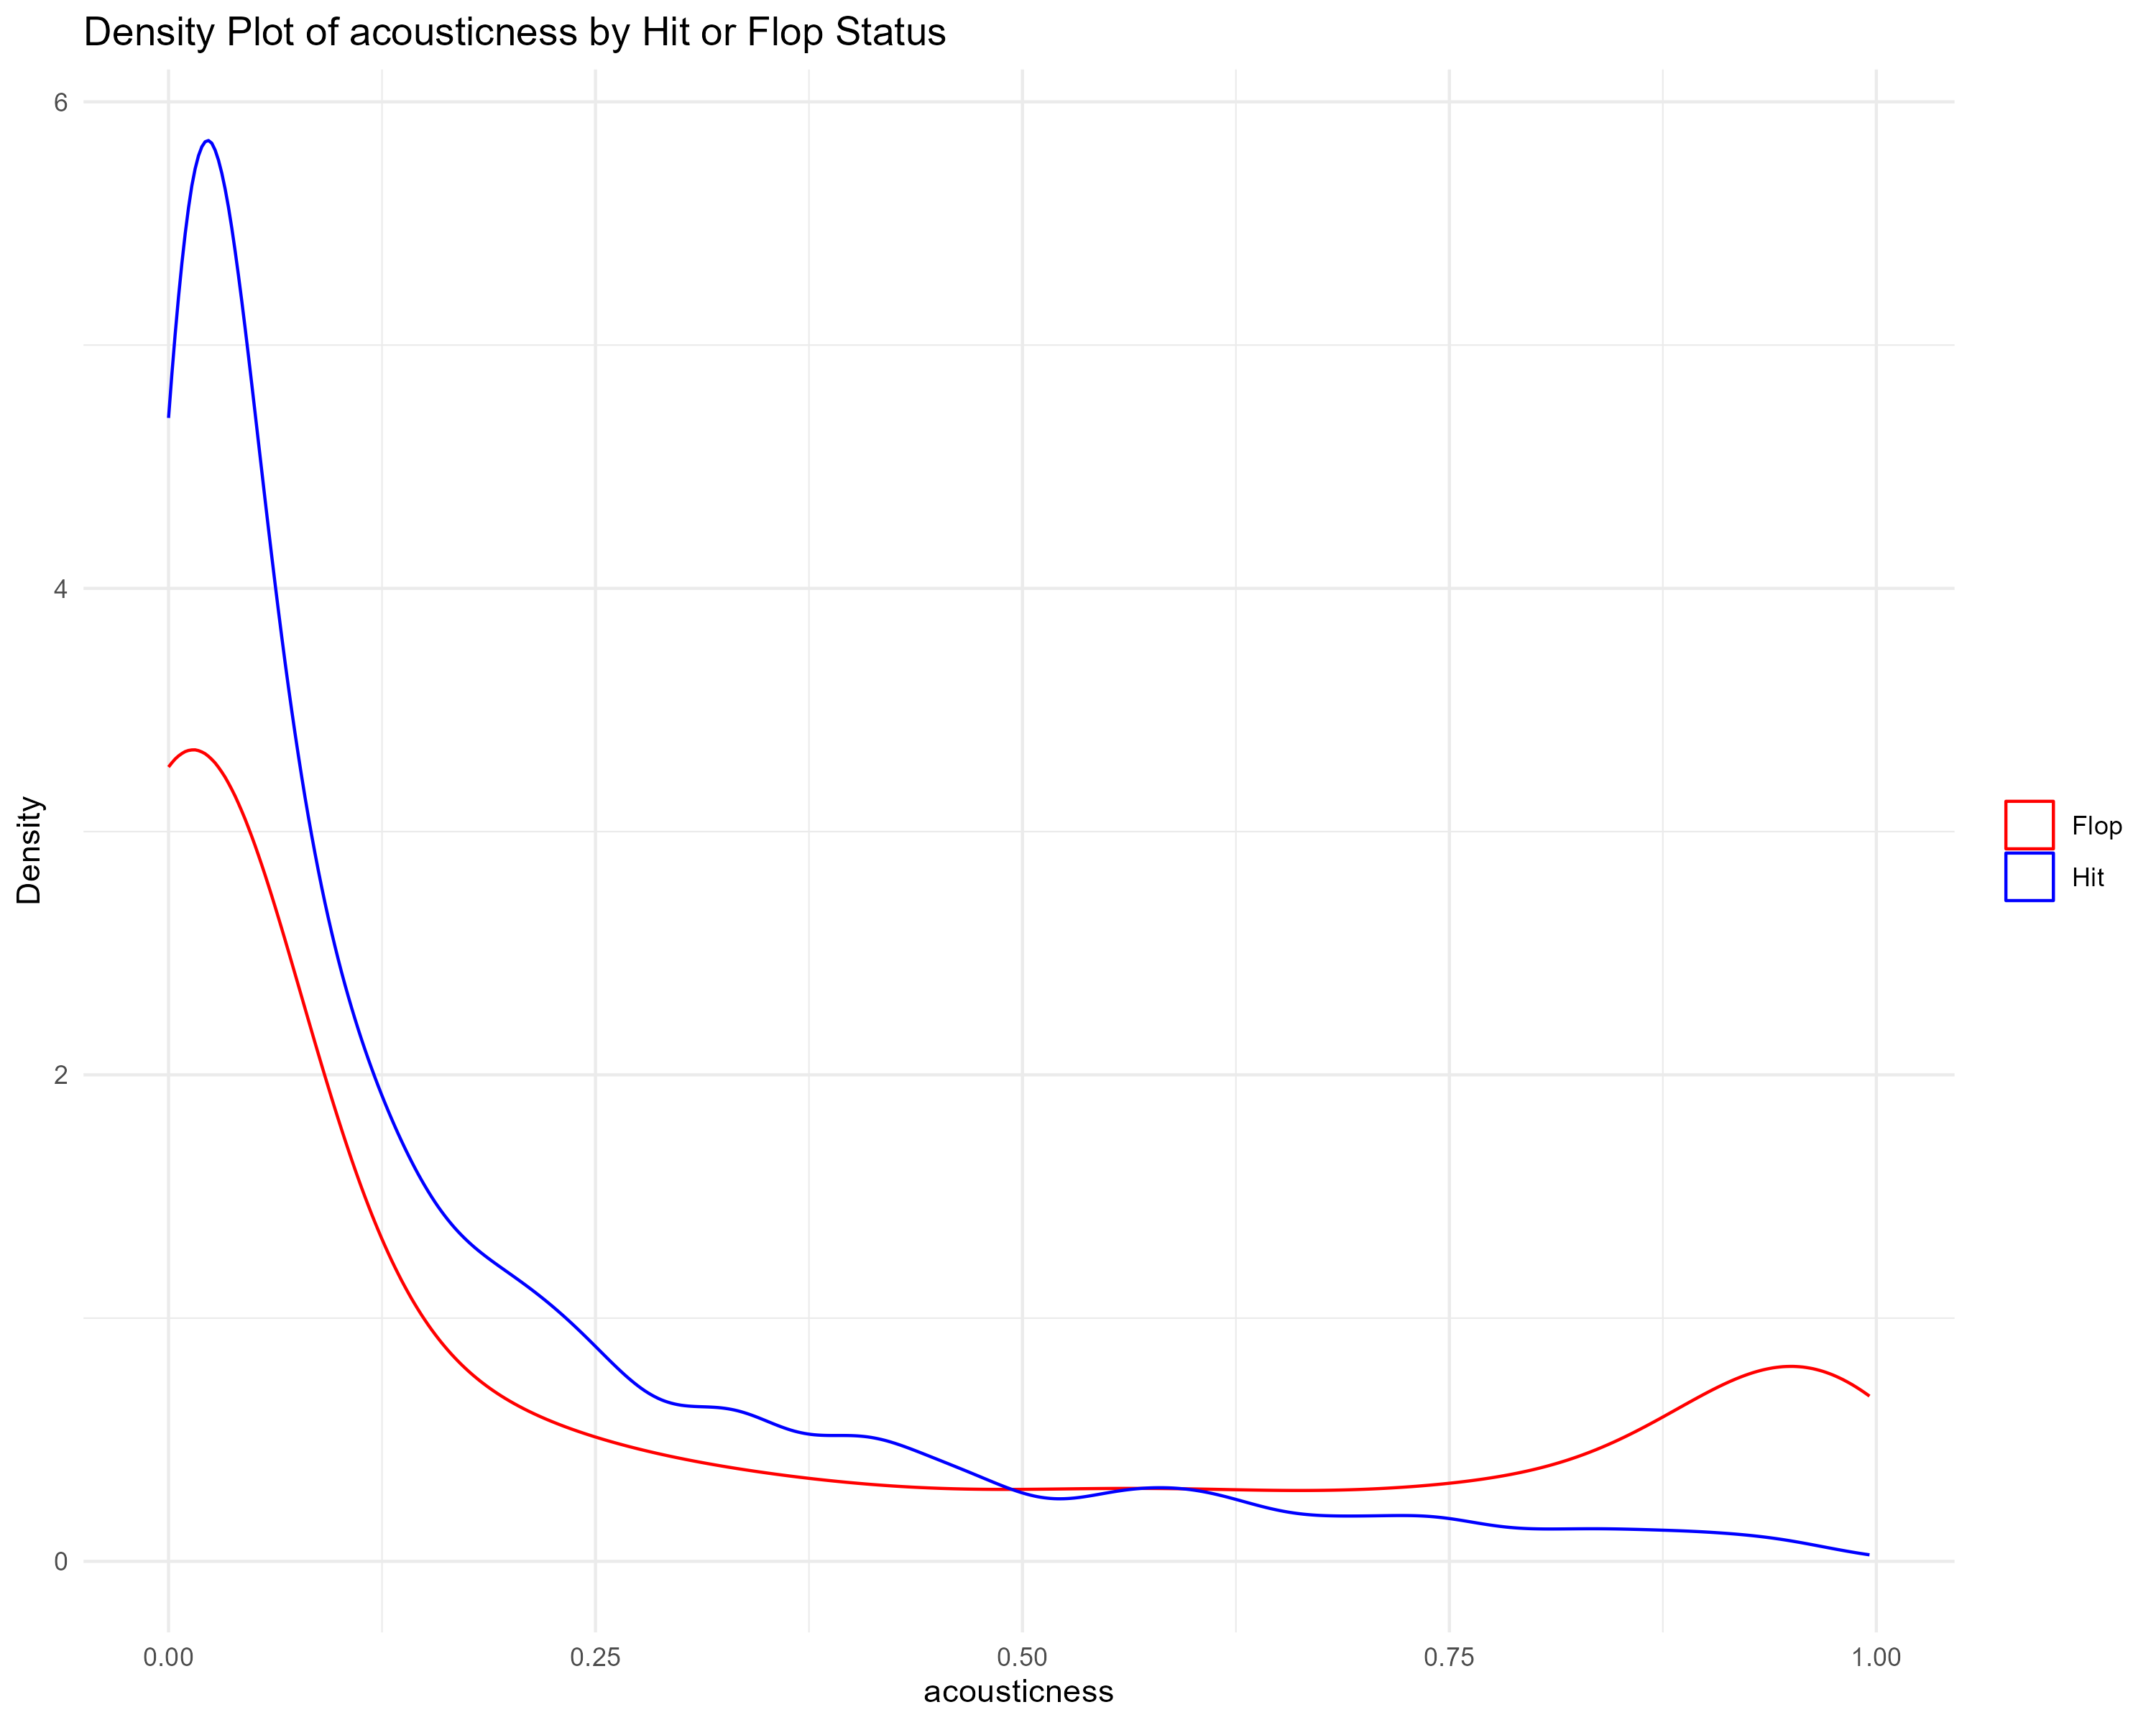 Density Plot of acousticness by Hit or Flop Status
6
4
2
0
Density
0.00 0.25 0.50 0.75 1.00
acousticness
Flop
Hit